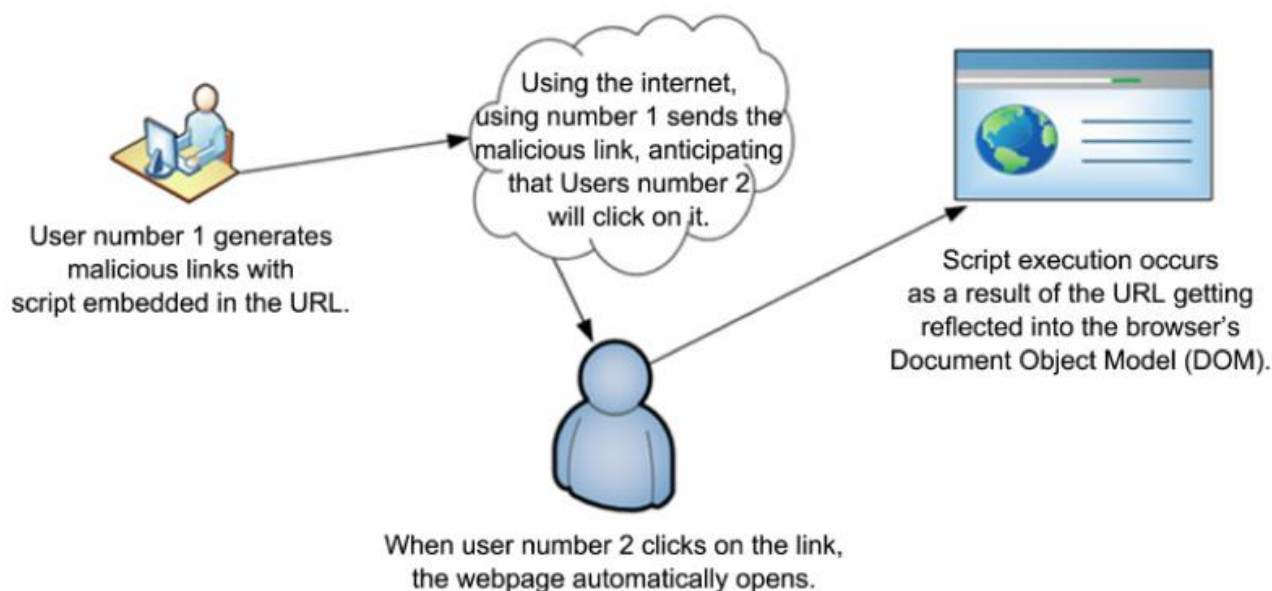 Using the internet,
using number 1 sends the
malicious link, anticipating
that Users number 2
will click on it.
User number 1 generates
malicious links with
script embedded in the URL.
Script execution occurs
as a result of the URL getting
reflected into the browser's
Document Object Model (DOM).
When user number 2 clicks on the link,
the webpage automatically opens.